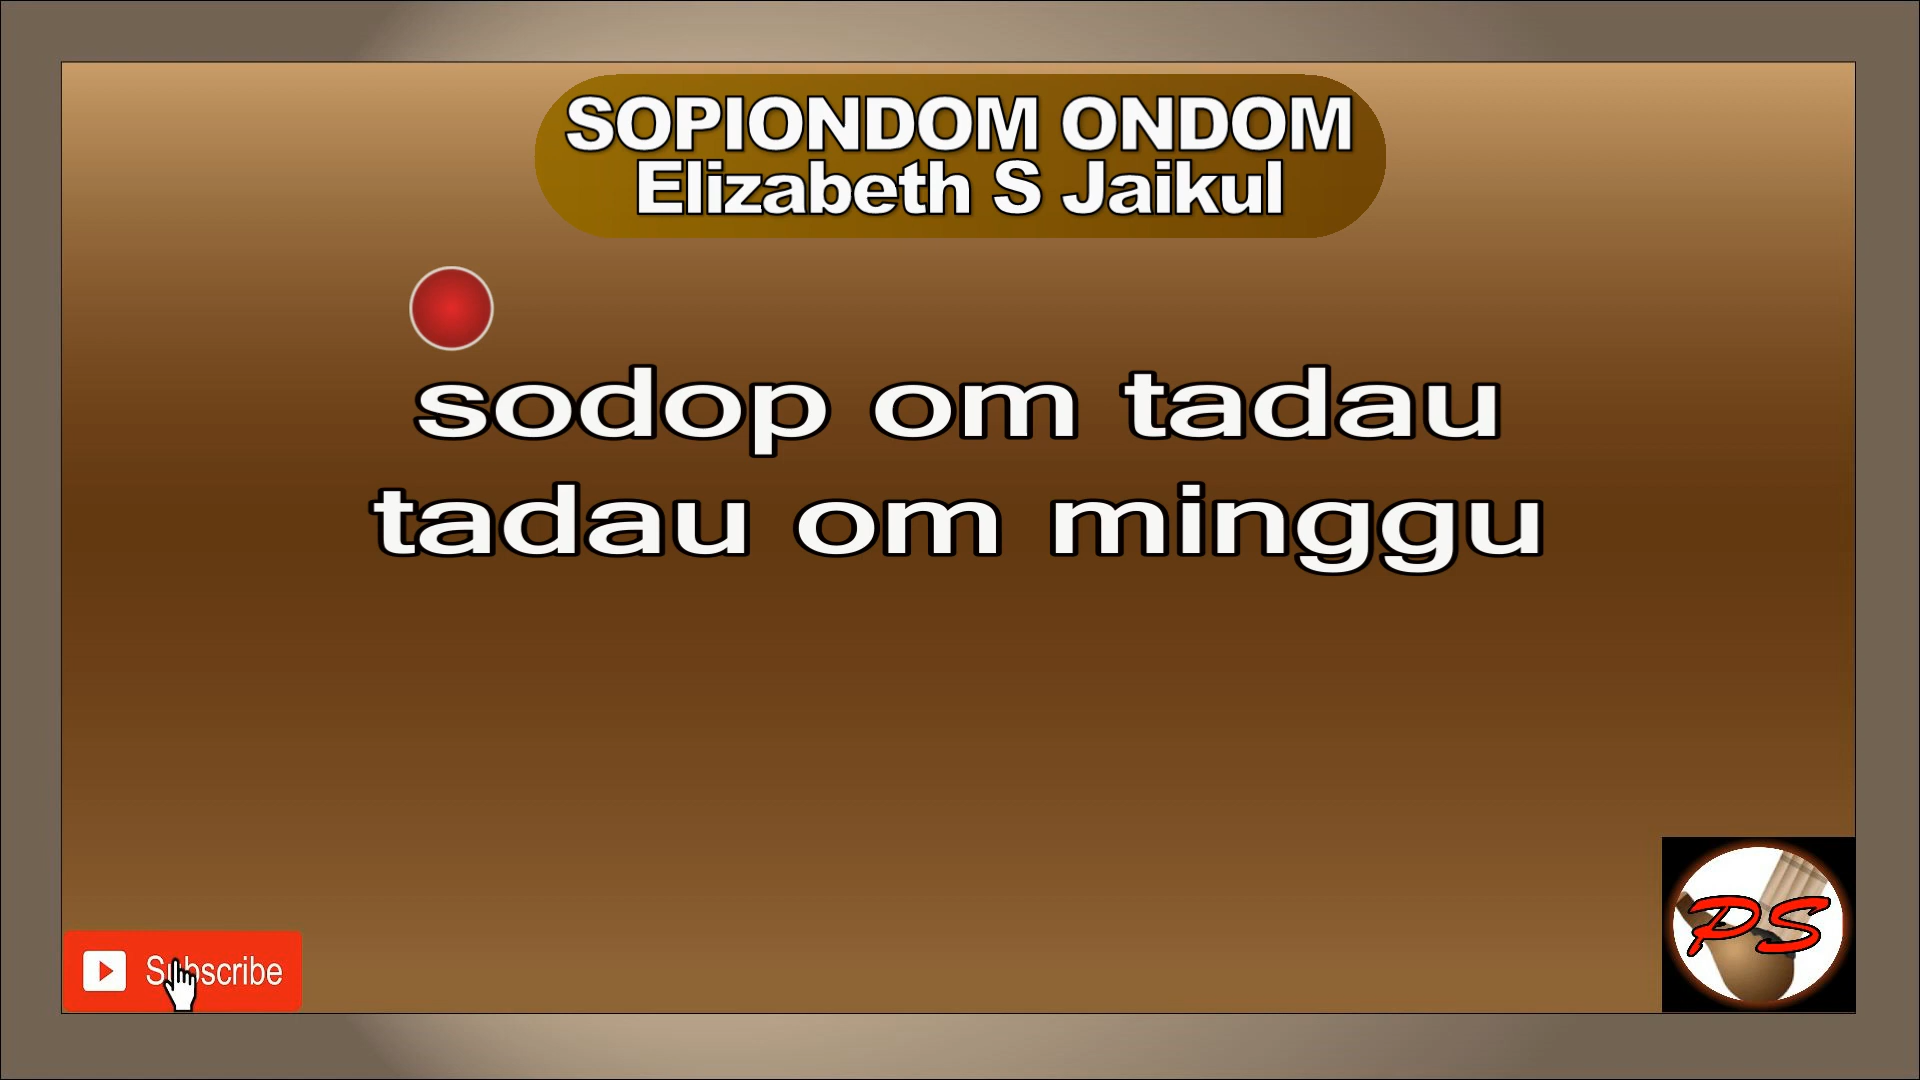 SOPIONDOM ONDOM
Elizabeth S Jaikul
sodop om tadau
tadau om minggu
Subscribe
PS